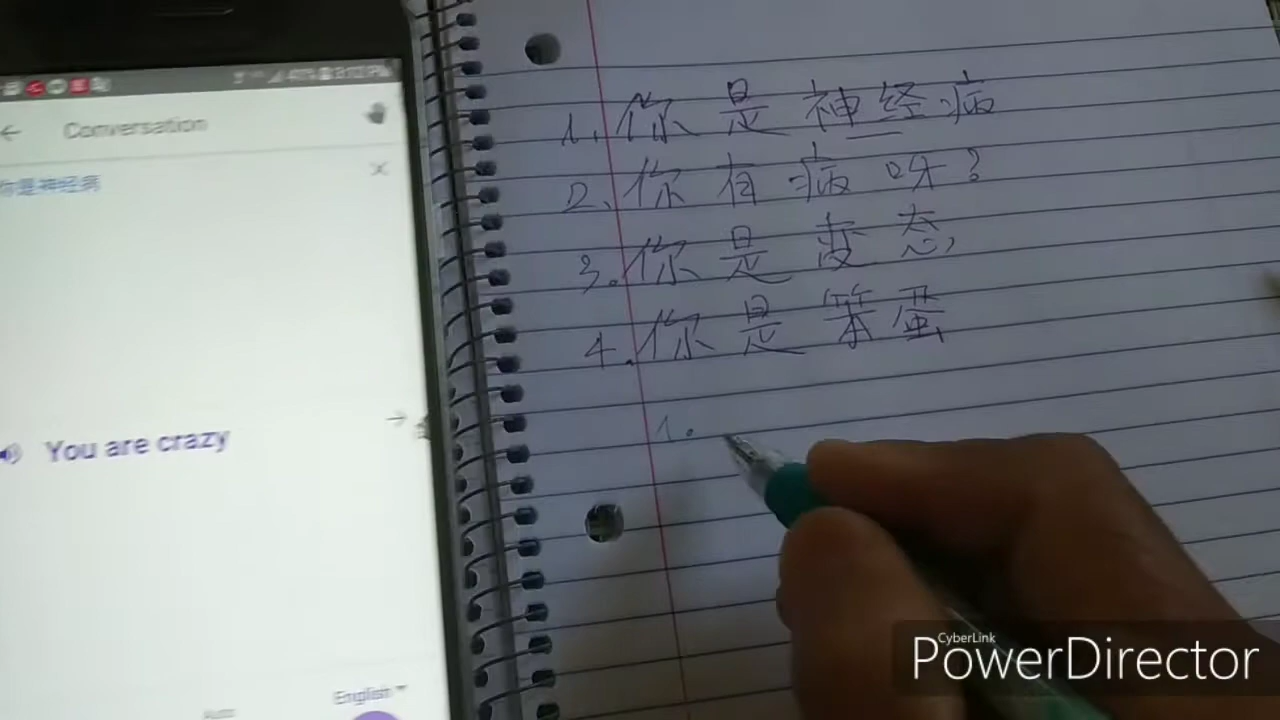 Conversation
你是神经病
You are crazy
English
1. 你是神经病
2. 你有病呀?
3. 你是变态,
4. 你是笨蛋
1.
CyberLink
PowerDirector